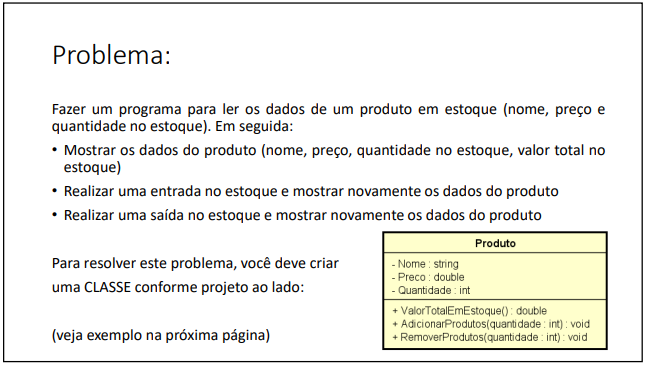 Problema:
Fazer um programa para ler os dados de um produto em estoque (nome, preço e
quantidade no estoque). Em seguida:
• Mostrar os dados do produto (nome, preço, quantidade no estoque, valor total no
estoque)
• Realizar uma entrada no estoque e mostrar novamente os dados do produto
• Realizar uma saída no estoque e mostrar novamente os dados do produto
Para resolver este problema, você deve criar
uma CLASSE conforme projeto ao lado:
(veja exemplo na próxima página)
Produto
- Nome : string
- Preco : double
- Quantidade : int
+ ValorTotalEmEstoque() : double
+ AdicionarProdutos(quantidade : int) : void
+ RemoverProdutos(quantidade : int) : void